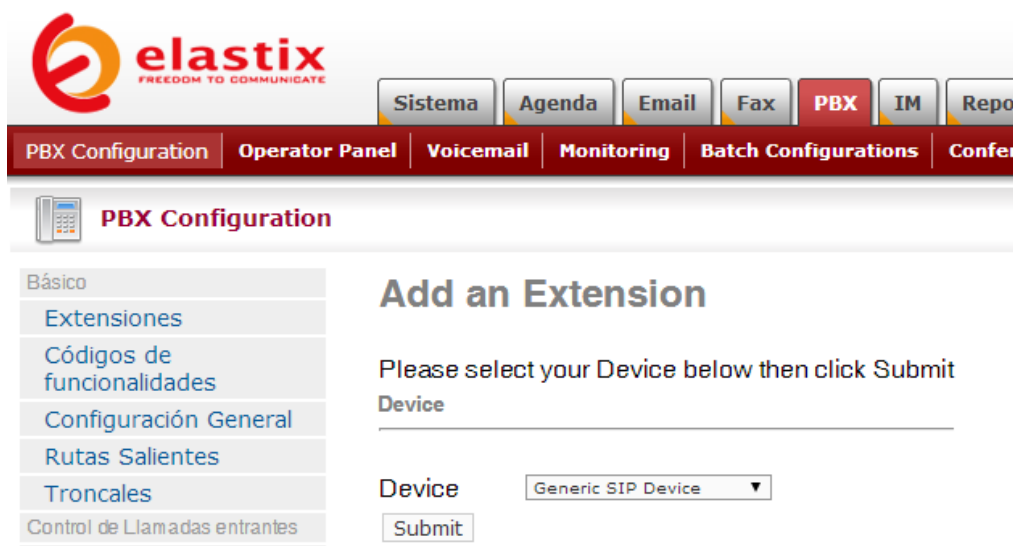 elastix
FREEDOM TO COMMUNICATE
Sistema Agenda Email Fax PBX IM Repo
PBX Configuration Operator Panel Voicemail Monitoring Batch Configurations Confer
PBX Configuration
Básico
Extensiones
Códigos de
funcionalidades
Configuración General
Rutas Salientes
Troncales
Control de Llamadas entrantes
Add an Extension
Please select your Device below then click Submit
Device
Device Generic SIP Device
Submit